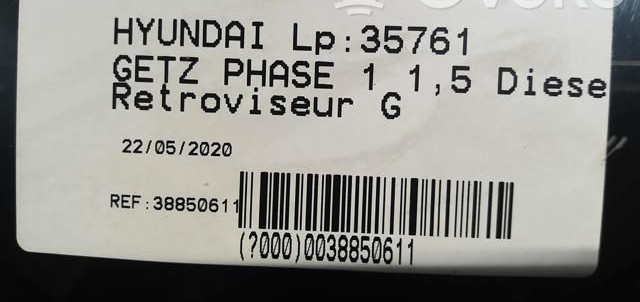 HYUNDAI Lp:35761
GETZ PHASE 1 1,5 Diese
Retroviseur G
22/05/2020
REF:38850611
(?000)0038850611